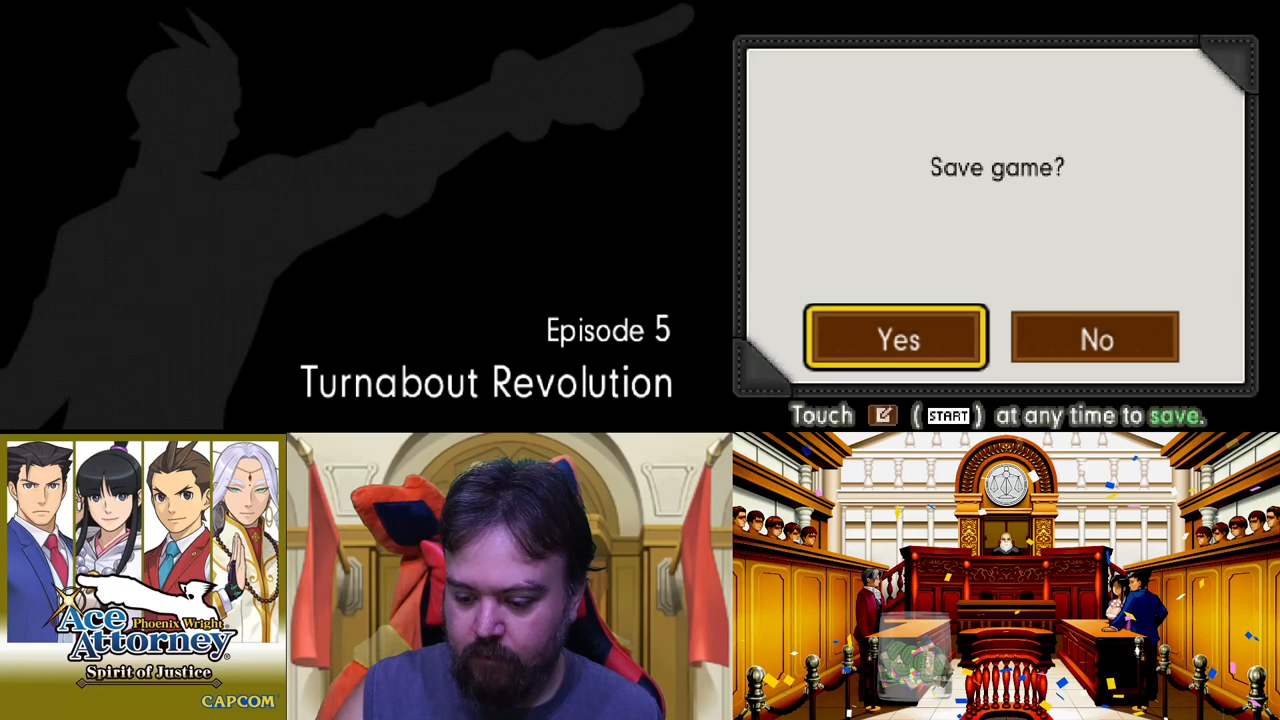 Save game?
Yes
No
Episode 5
Turnabout Revolution
Touch ( START ) at any time to save.
Phoenix Wright
Ace
Attorney
Spirit of Justice
CAPCOM